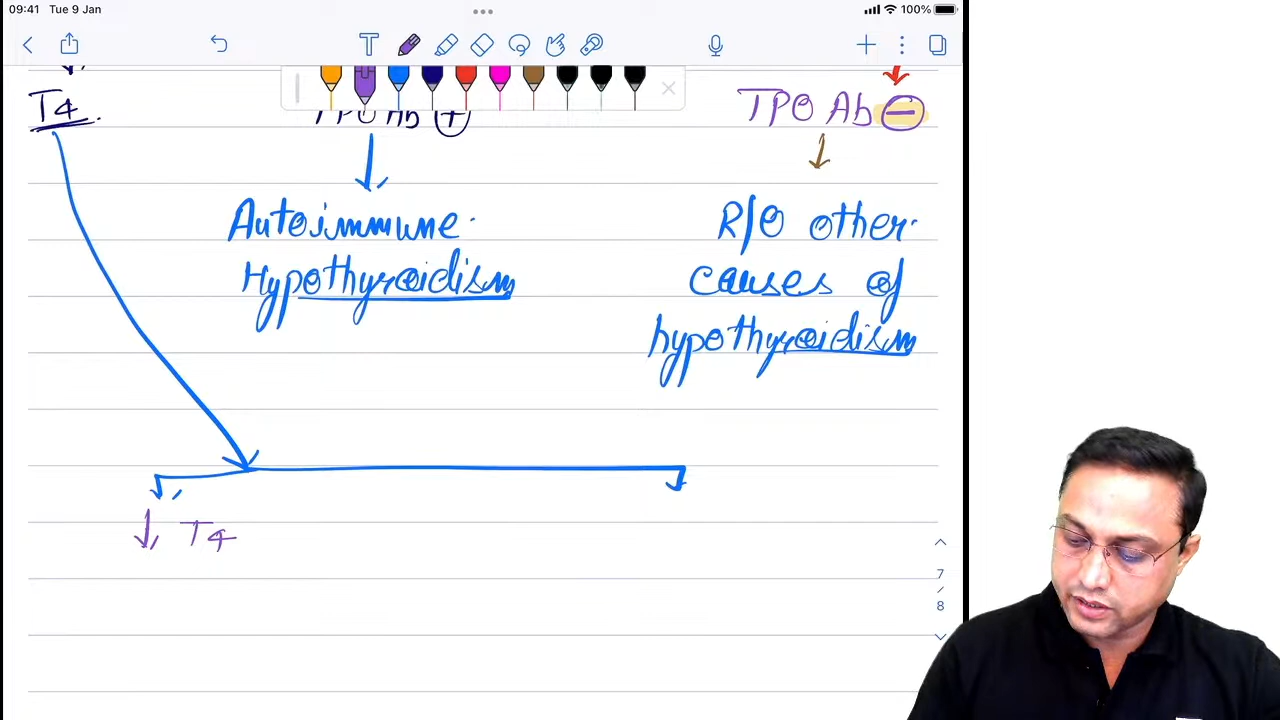 09:41 Tue 9 Jan
100%
T
T4.
TPO Ab +
TPO Ab −
Autoimmune
Hypothyroidism
R/O other
causes of
hypothyroidism
↓, T4
7
/
8